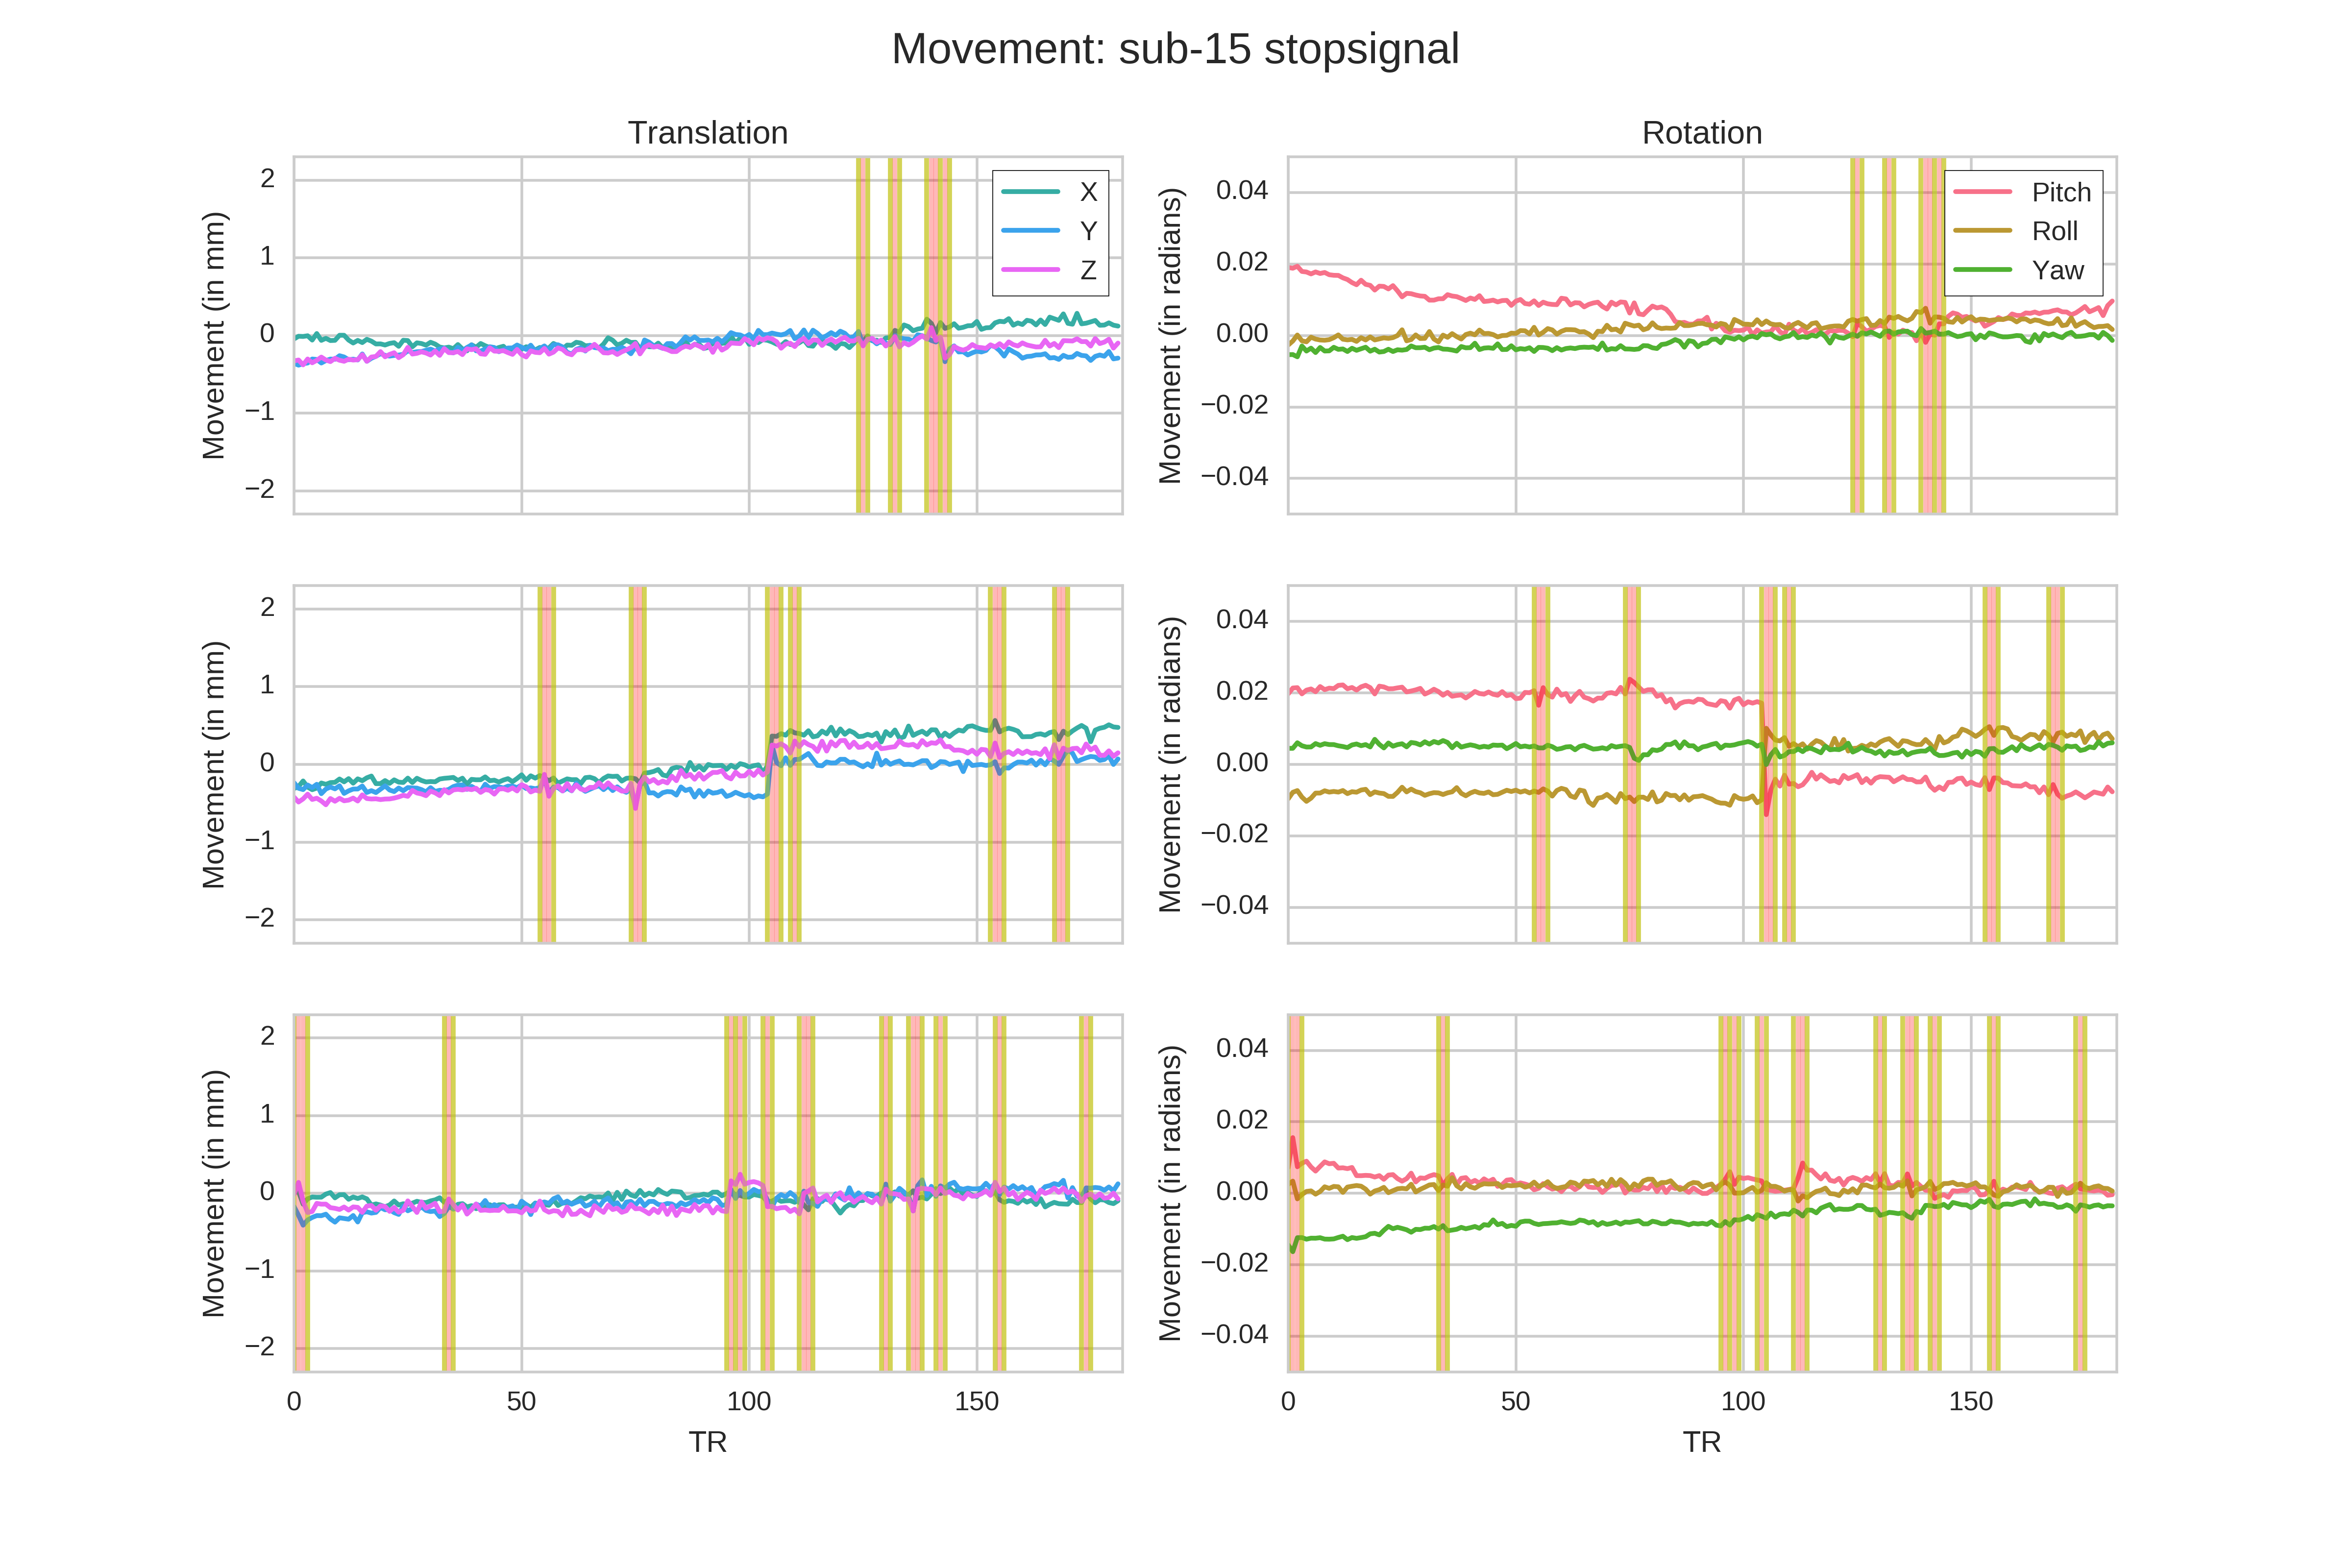 Movement: sub-15 stopsignal
Translation
Rotation
Movement (in mm)
2
1
0
−1
−2
X
Y
Z
Movement (in radians)
0.04
0.02
0.00
−0.02
−0.04
Pitch
Roll
Yaw
Movement (in mm)
2
1
0
−1
−2
Movement (in radians)
0.04
0.02
0.00
−0.02
−0.04
Movement (in mm)
2
1
0
−1
−2
0 50 100 150
TR
Movement (in radians)
0.04
0.02
0.00
−0.02
−0.04
0 50 100 150
TR